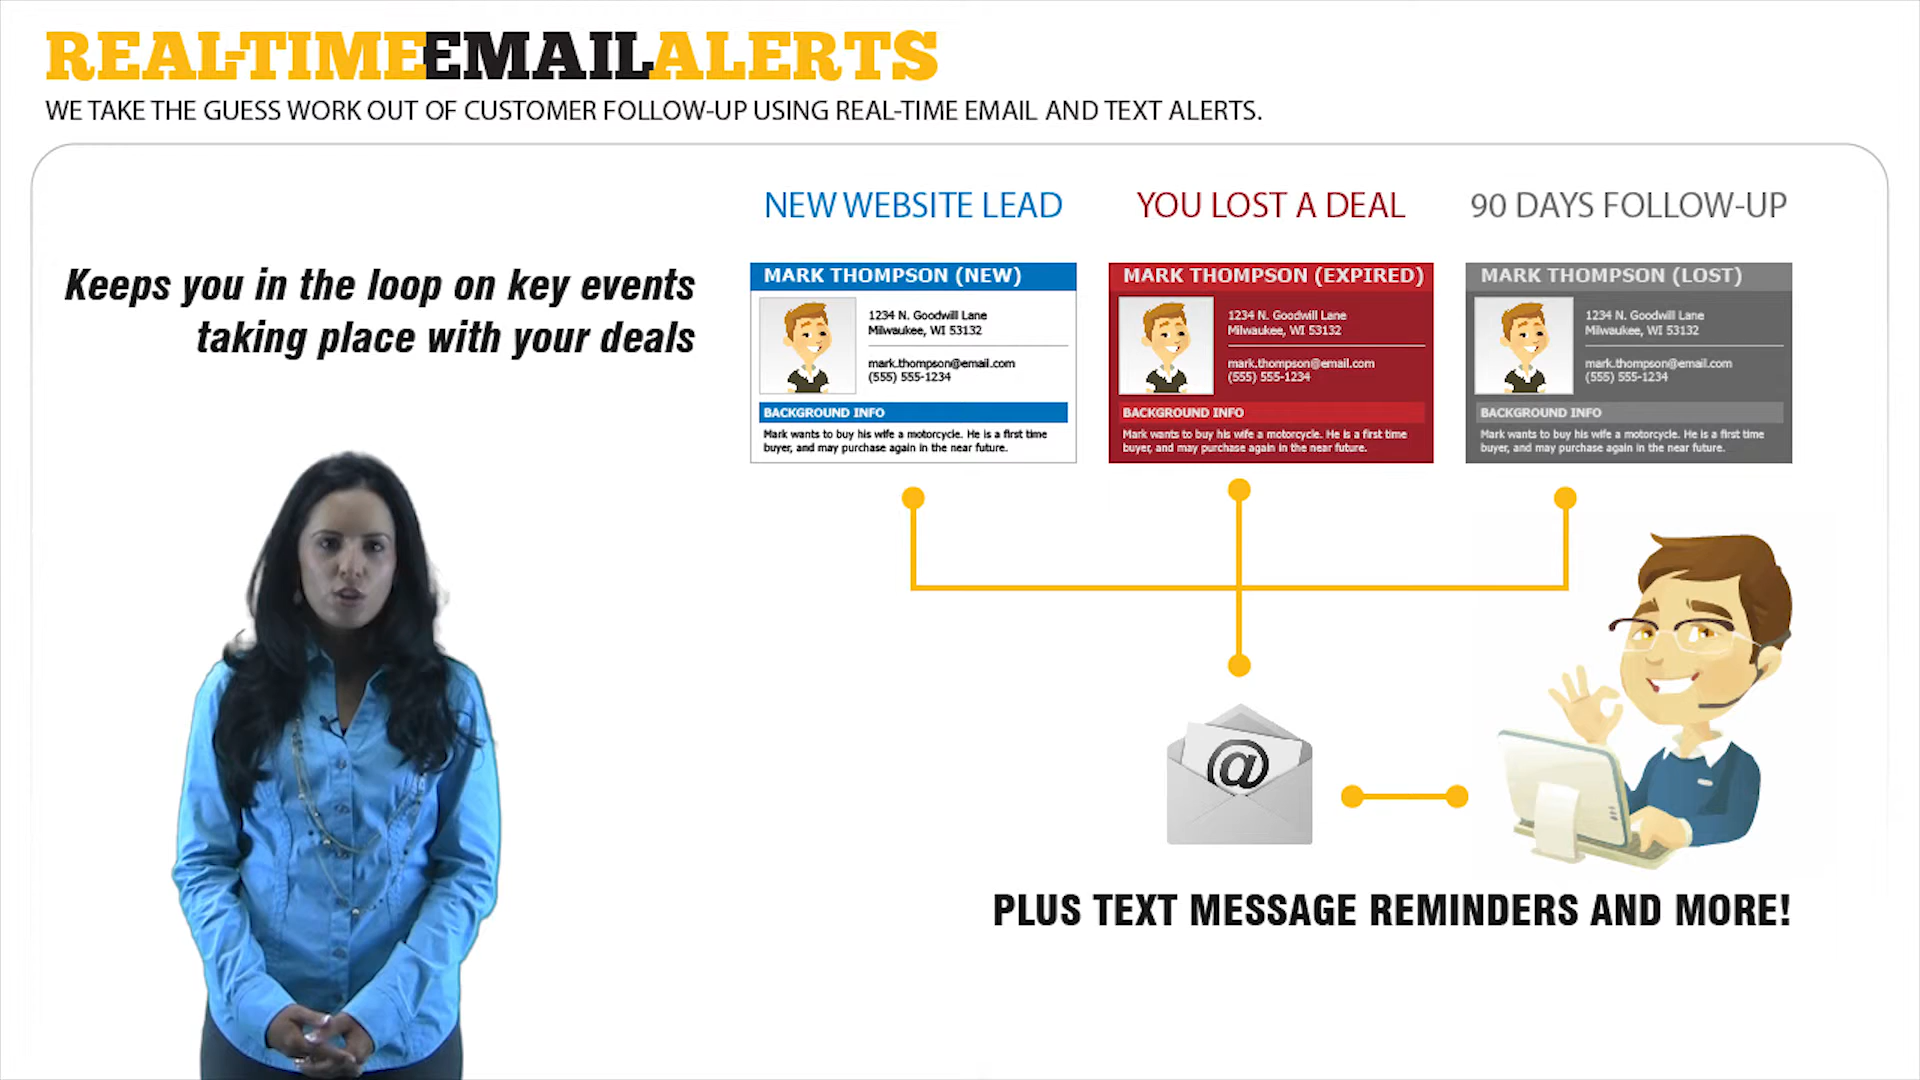 REAL-TIMEEMAILALERTS
WE TAKE THE GUESS WORK OUT OF CUSTOMER FOLLOW-UP USING REAL-TIME EMAIL AND TEXT ALERTS.
Keeps you in the loop on key events
taking place with your deals
NEW WEBSITE LEAD
MARK THOMPSON (NEW)
1234 N. Goodwill Lane
Milwaukee, WI 53132
mark.thompson@email.com
(555) 555-1234
BACKGROUND INFO
Mark wants to buy his wife a motorcycle. He is a first time
buyer, and may purchase again in the near future.
YOU LOST A DEAL
MARK THOMPSON (EXPIRED)
1234 N. Goodwill Lane
Milwaukee, WI 53132
mark.thompson@email.com
(555) 555-1234
BACKGROUND INFO
Mark wants to buy his wife a motorcycle. He is a first time
buyer, and may purchase again in the near future.
90 DAYS FOLLOW-UP
MARK THOMPSON (LOST)
1234 N. Goodwill Lane
Milwaukee, WI 53132
mark.thompson@email.com
(555) 555-1234
BACKGROUND INFO
Mark wants to buy his wife a motorcycle. He is a first time
buyer, and may purchase again in the near future.
@
PLUS TEXT MESSAGE REMINDERS AND MORE!